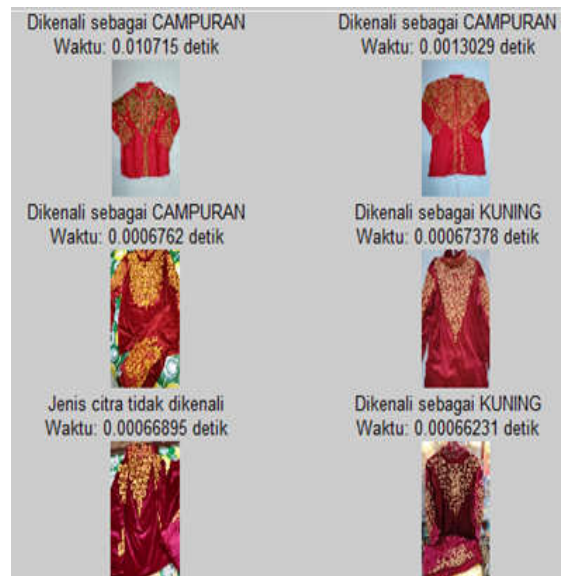 Dikenali sebagai CAMPURAN
Waktu: 0.010715 detik
Dikenali sebagai CAMPURAN
Waktu: 0.0013029 detik
Dikenali sebagai CAMPURAN
Waktu: 0.0006762 detik
Dikenali sebagai KUNING
Waktu: 0.00067378 detik
Jenis citra tidak dikenali
Waktu: 0.00066895 detik
Dikenali sebagai KUNING
Waktu: 0.00066231 detik